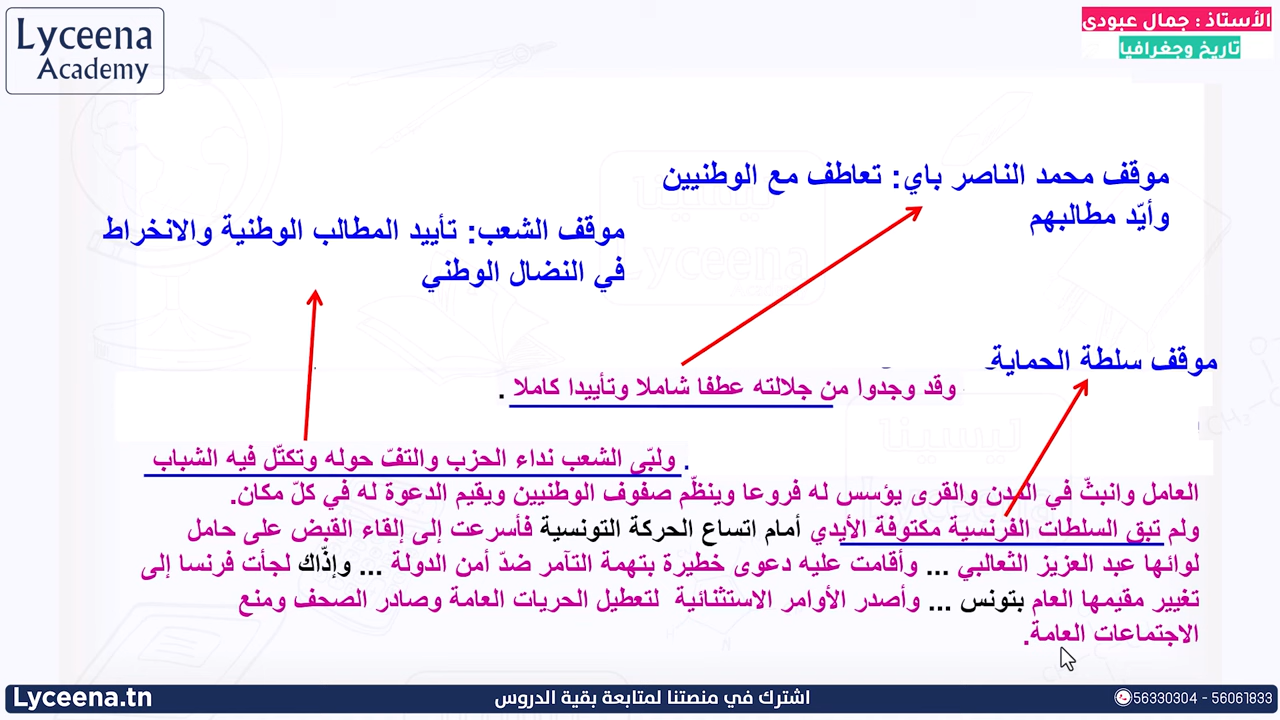 Lyceena
Academy
الأستاذ : جمال عبودي
تاريخ وجغرافيا
موقف محمد الناصر باي: تعاطف مع الوطنيين
وأيّد مطالبهم
موقف الشعب: تأييد المطالب الوطنية والانخراط
في النضال الوطني
موقف سلطة الحماية
وقد وجدوا من جلالته عطفا شاملا وتأييدا كاملا .
. ولبّى الشعب نداء الحزب والتفّ حوله وتكتّل فيه الشباب
العامل وانبثّ في المدن والقرى يؤسس له فروعا وينظّم صفوف الوطنيين ويقيم الدعوة له في كلّ مكان.
ولم تبق السلطات الفرنسية مكتوفة الأيدي أمام اتساع الحركة التونسية فأسرعت إلى إلقاء القبض على حامل
لوائها عبد العزيز الثعالبي ... وأقامت عليه دعوى خطيرة بتهمة التآمر ضدّ أمن الدولة ... وإذّاك لجأت فرنسا إلى
تغيير مقيمها العام بتونس ... وأصدر الأوامر الاستثنائية لتعطيل الحريات العامة وصادر الصحف ومنع
الاجتماعات العامة.
Lyceena.tn
اشترك في منصتنا لمتابعة بقية الدروس
56330304 - 56061833